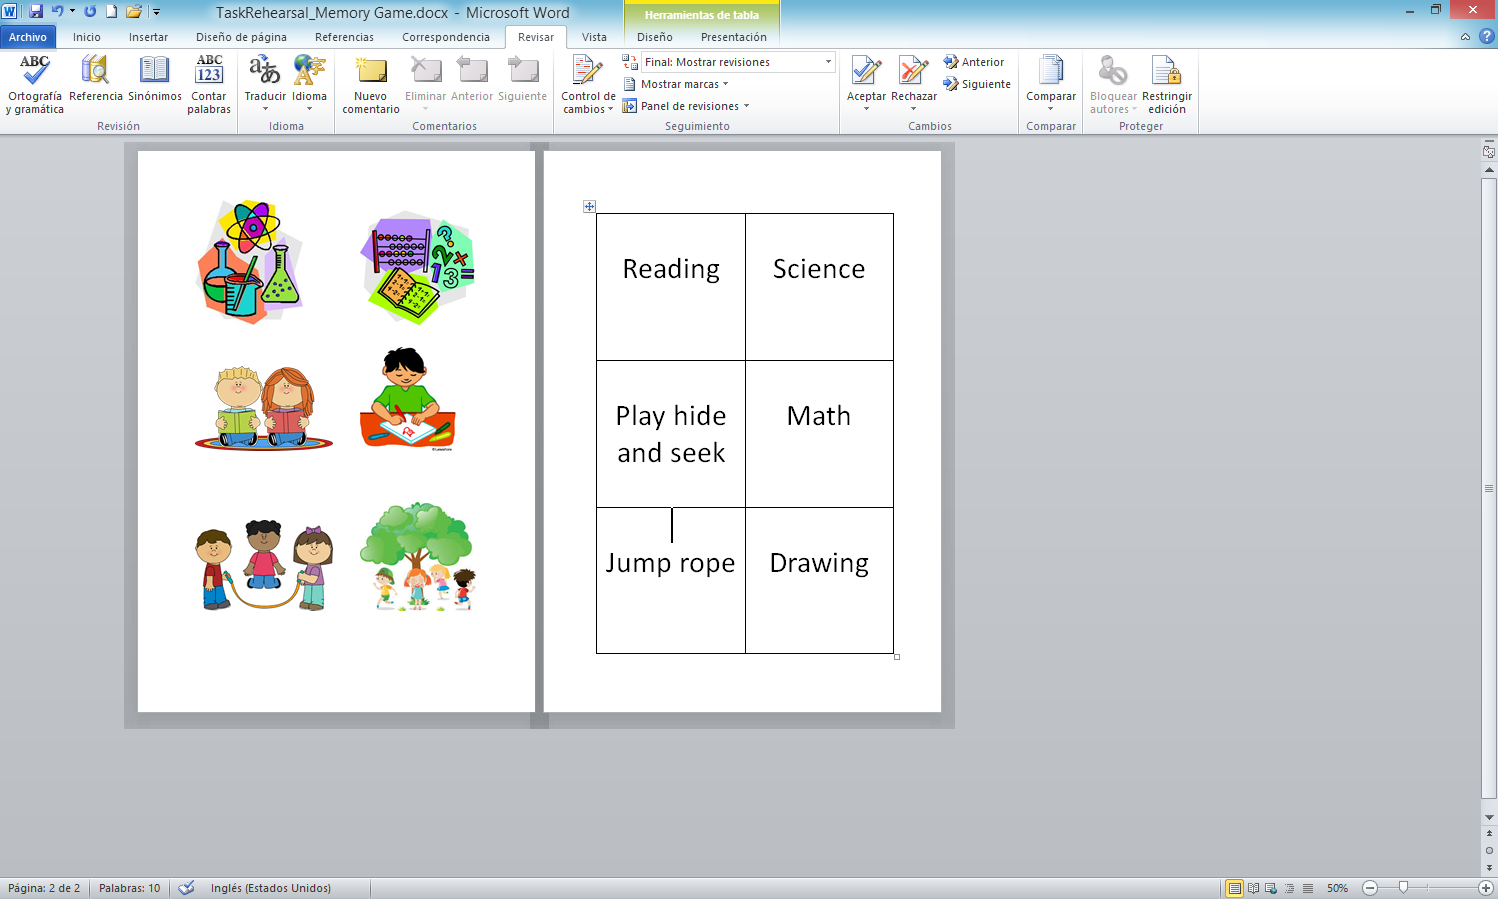 TaskRehearsal_Memory Game.docx - Microsoft Word
Herramientas de tabla
Archivo Inicio Insertar Diseño de página Referencias Correspondencia Revisar Vista Diseño Presentación
Final: Mostrar revisiones
Mostrar marcas
Panel de revisiones
Anterior
Siguiente
ABC
ABC
123
Ortografía y gramática
Referencia
Sinónimos
Contar palabras
Traducir
Idioma
Nuevo comentario
Eliminar
Anterior
Siguiente
Control de cambios
Aceptar
Rechazar
Comparar
Bloquear autores
Restringir edición
Revisión Idioma Comentarios Seguimiento Cambios Comparar Proteger
Reading Science
Play hide Math
and seek
Jump rope Drawing
Página: 2 de 2 Palabras: 10 Inglés (Estados Unidos) 50%